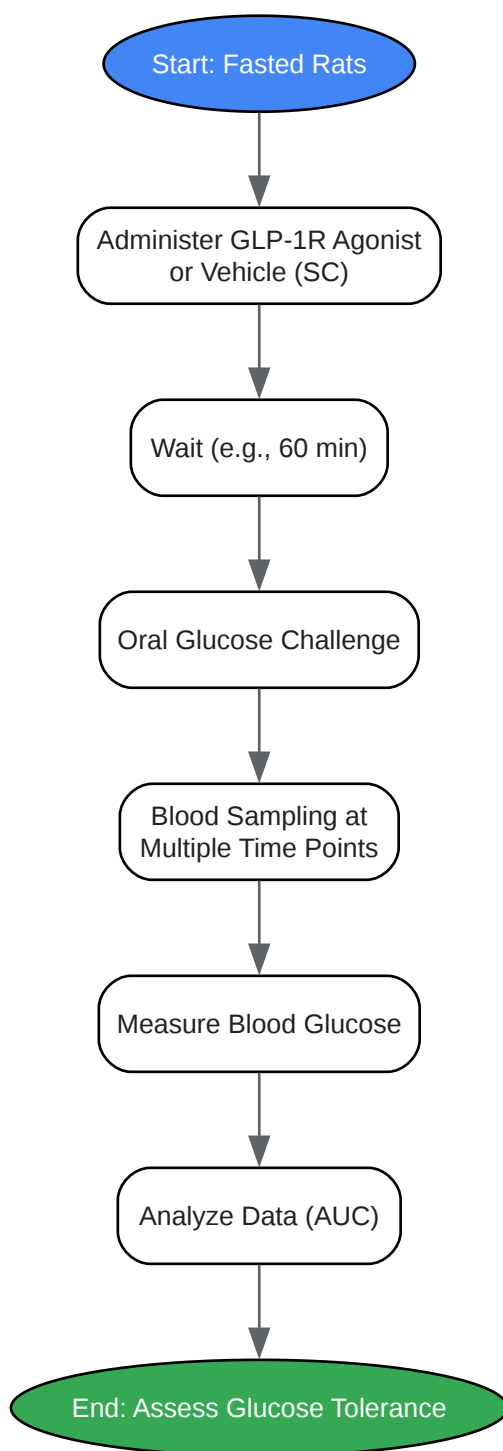 Start: Fasted Rats
Administer GLP-1R Agonist
or Vehicle (SC)
Wait (e.g., 60 min)
Oral Glucose Challenge
Blood Sampling at
Multiple Time Points
Measure Blood Glucose
Analyze Data (AUC)
End: Assess Glucose Tolerance